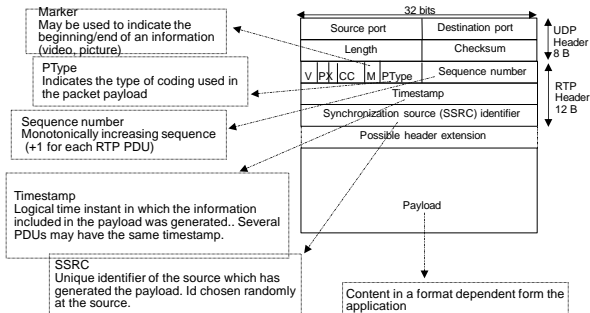 32 bits
Marker
May be used to indicate the
beginning/end of an information
(video, picture)
PType
Indicates the type of coding used in
the packet payload
Sequence number
Monotonically increasing sequence
(+1 for each RTP PDU)
Timestamp
Logical time instant in which the information
included in the payload was generated.. Several
PDUs may have the same timestamp.
SSRC
Unique identifier of the source which has
generated the payload. Id chosen randomly
at the source.
Source port
Destination port
Length
Checksum
V PX CC M PType
Sequence number
Timestamp
Synchronization source (SSRC) identifier
Possible header extension
Payload
UDP
Header
8 B
RTP
Header
12 B
Content in a format dependent form the
application